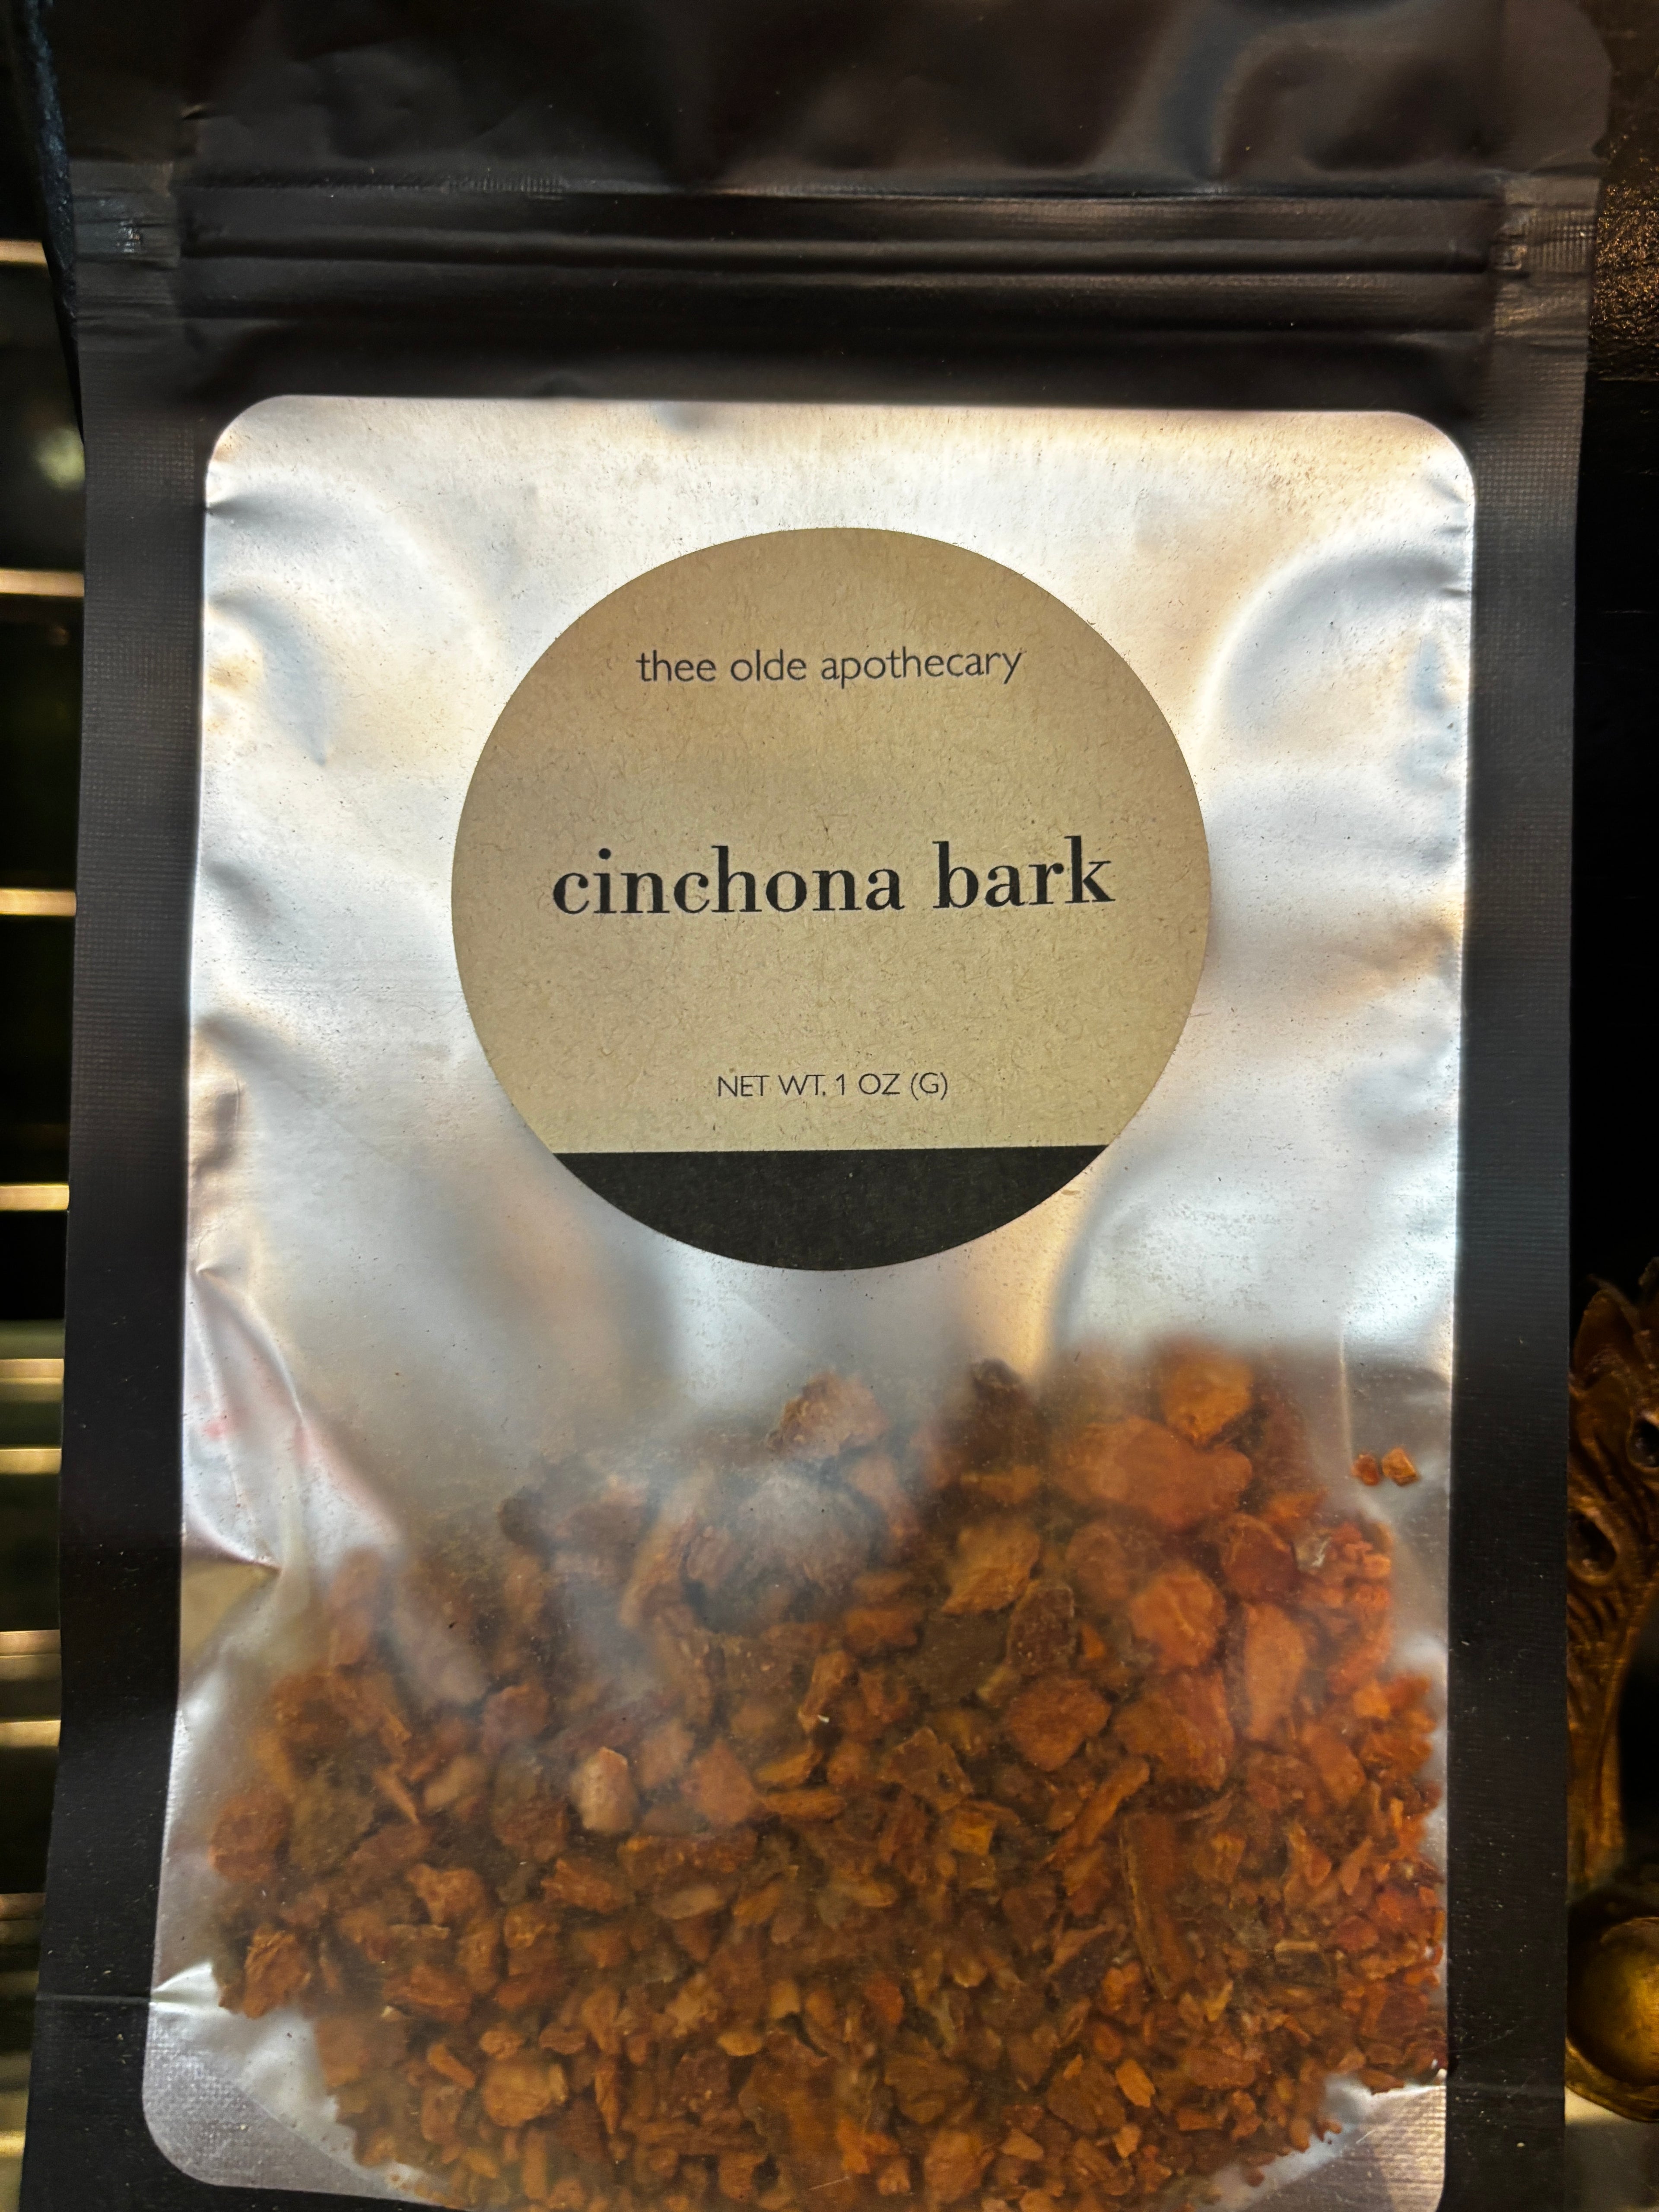 thee olde apothecary
cinchona bark
NET WT. 1 OZ (G)